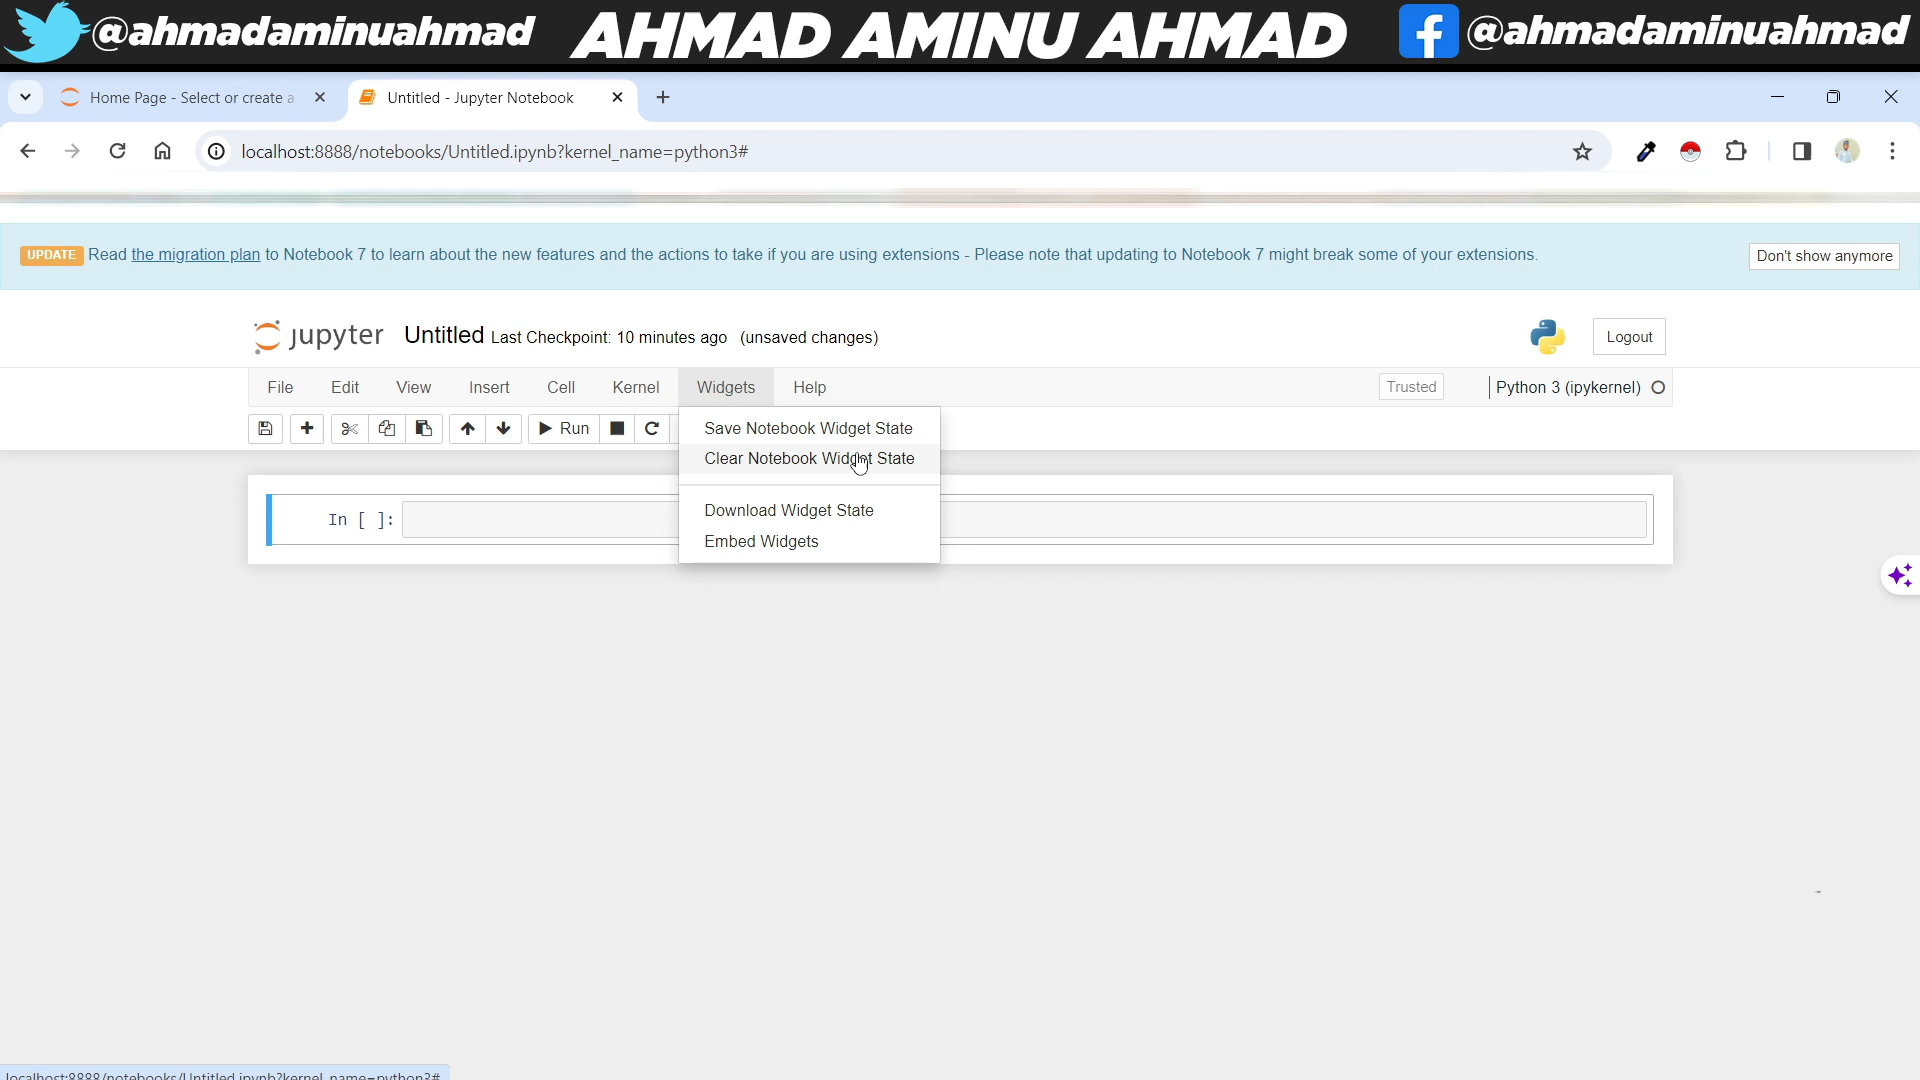 @ahmadaminuahmad AHMAD AMINU AHMAD @ahmadaminuahmad
Home Page - Select or create a Untitled - Jupyter Notebook
localhost:8888/notebooks/Untitled.ipynb?kernel_name=python3#
UPDATE Read the migration plan to Notebook 7 to learn about the new features and the actions to take if you are using extensions - Please note that updating to Notebook 7 might break some of your extensions. Don't show anymore
jupyter Untitled Last Checkpoint: 10 minutes ago (unsaved changes) Logout
File Edit View Insert Cell Kernel Widgets Help Trusted Python 3 (ipykernel)
Run
Save Notebook Widget State
Clear Notebook Widget State
In [ ]:
Download Widget State
Embed Widgets
localhost:8888/notebooks/Untitled.ipynb?kernel_name=python3#